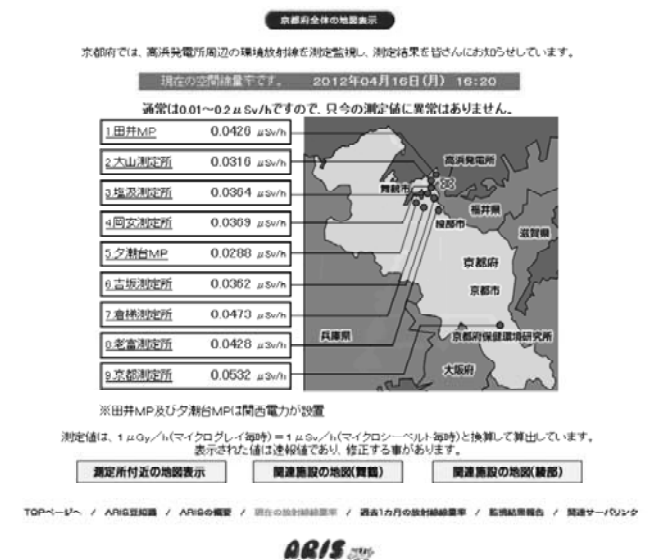 京都府全体の地図表示
京都府では、高浜発電所周辺の環境放射線を測定監視し、測定結果を皆さんにお知らせしています。
現在の空間線量率です。 2012年04月16日(月) 16:20
通常は0.01～0.2μSv/hですので、只今の測定値に異常はありません。
1.田井MP 0.0426 μSv/h
2.大山測定所 0.0316 μSv/h
3.塩汲測定所 0.0364 μSv/h
4.岡安測定所 0.0369 μSv/h
5.夕潮台MP 0.0288 μSv/h
6.吉坂測定所 0.0362 μSv/h
7.倉梯測定所 0.0473 μSv/h
8.老富測定所 0.0428 μSv/h
9.京都測定所 0.0532 μSv/h
高浜発電所
舞鶴市
福井県
綾部市
滋賀県
京都府
京都市
兵庫県
京都府保健環境研究所
大阪府
※田井MP及び夕潮台MPは関西電力が設置
測定値は、1μGy/h(マイクログレイ毎時)=1μSv/h(マイクロシーベルト毎時)と換算して算出しています。
表示された値は速報値であり、修正する事があります。
測定所付近の地図表示 関連施設の地図(舞鶴) 関連施設の地図(綾部)
TOPページへ / ARIS豆知識 / ARISの概要 / 現在の放射線線量率 / 過去1カ月の放射線線量率 / 監視結果報告 / 関連サーバリンク
ARIS